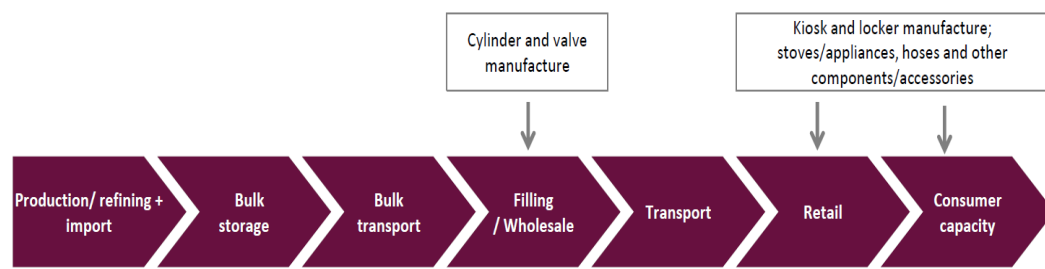 Cylinder and valve
manufacture
Kiosk and locker manufacture;
stoves/appliances, hoses and other
components/accessories
Production/ refining +
import
Bulk
storage
Bulk
transport
Filling
/ Wholesale
Transport
Retail
Consumer
capacity